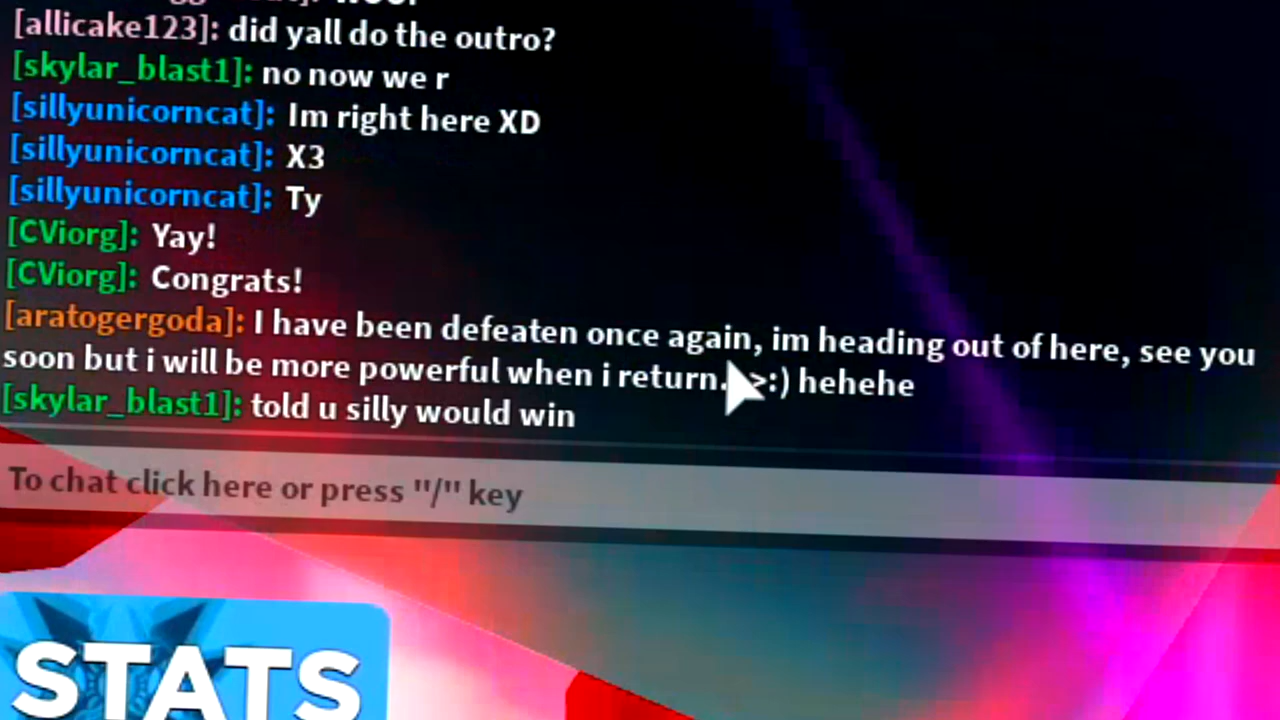 [allicake123]: did yall do the outro?
[skylar_blast1]: no now we r
[sillyunicorncat]: Im right here XD
[sillyunicorncat]: X3
[sillyunicorncat]: Ty
[CViorg]: Yay!
[CViorg]: Congrats!
[aratogergoda]: I have been defeaten once again, im heading out of here, see you
soon but i will be more powerful when i return. >:) hehehe
[skylar_blast1]: told u silly would win
To chat click here or press "/" key
STATS